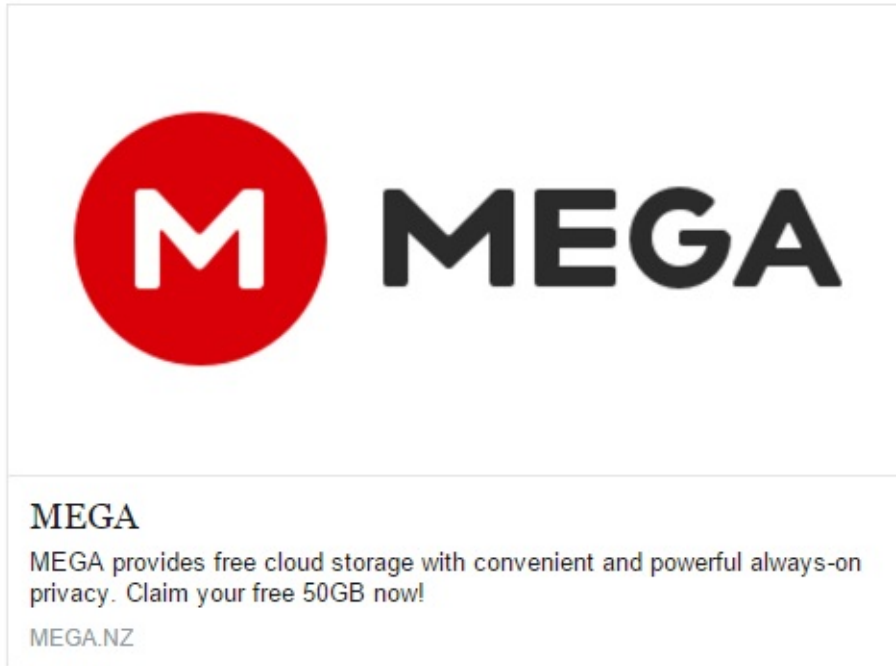 M MEGA
MEGA
MEGA provides free cloud storage with convenient and powerful always-on
privacy. Claim your free 50GB now!
MEGA.NZ